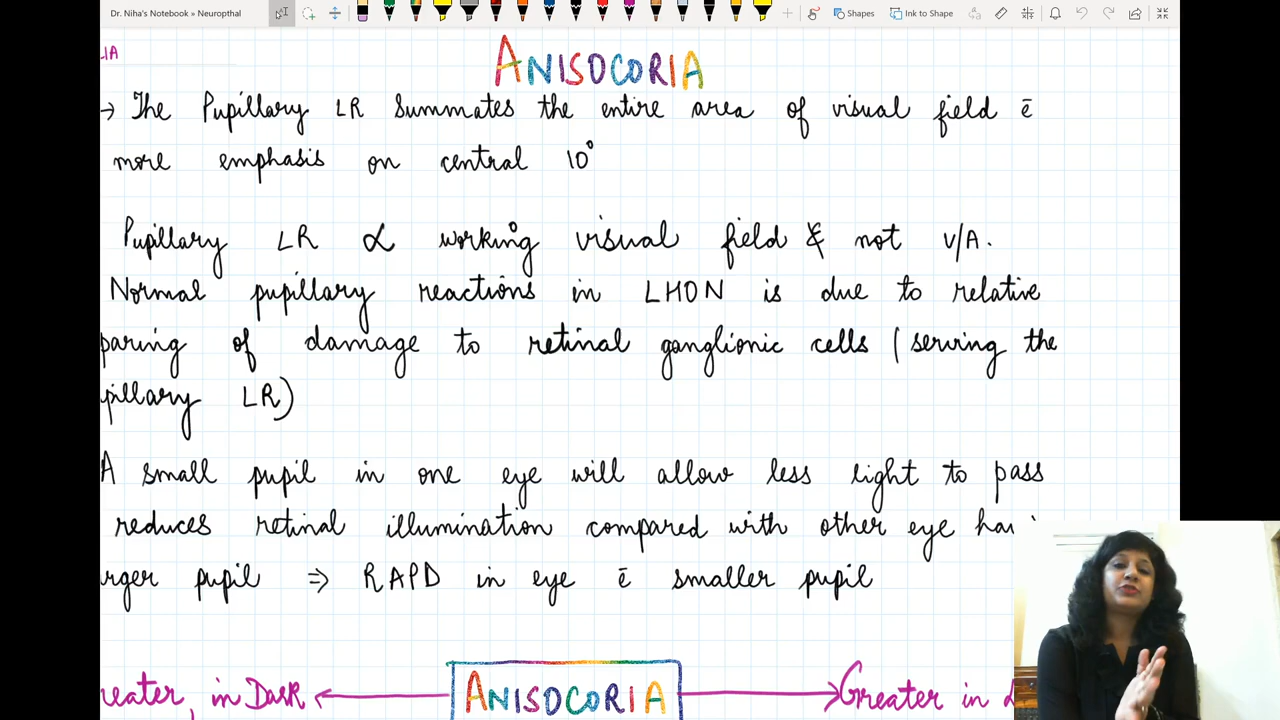 Dr. Niha's Notebook » Neuropthal
Shapes
Ink to Shape
LIA
ANISOCORIA
→ The Pupillary LR summates the entire area of visual field c̄
more emphasis on central 10°
Pupillary LR ∝ working visual field & not V/A.
Normal pupillary reactions in LHON is due to relative
paring of damage to retinal ganglionic cells (serving the
pillary LR)
A small pupil in one eye will allow less light to pass
reduces retinal illumination compared with other eye havi
rger pupil ⇒ RAPD in eye c̄ smaller pupil
reater in Dark ← ANISOCORIA → Greater in